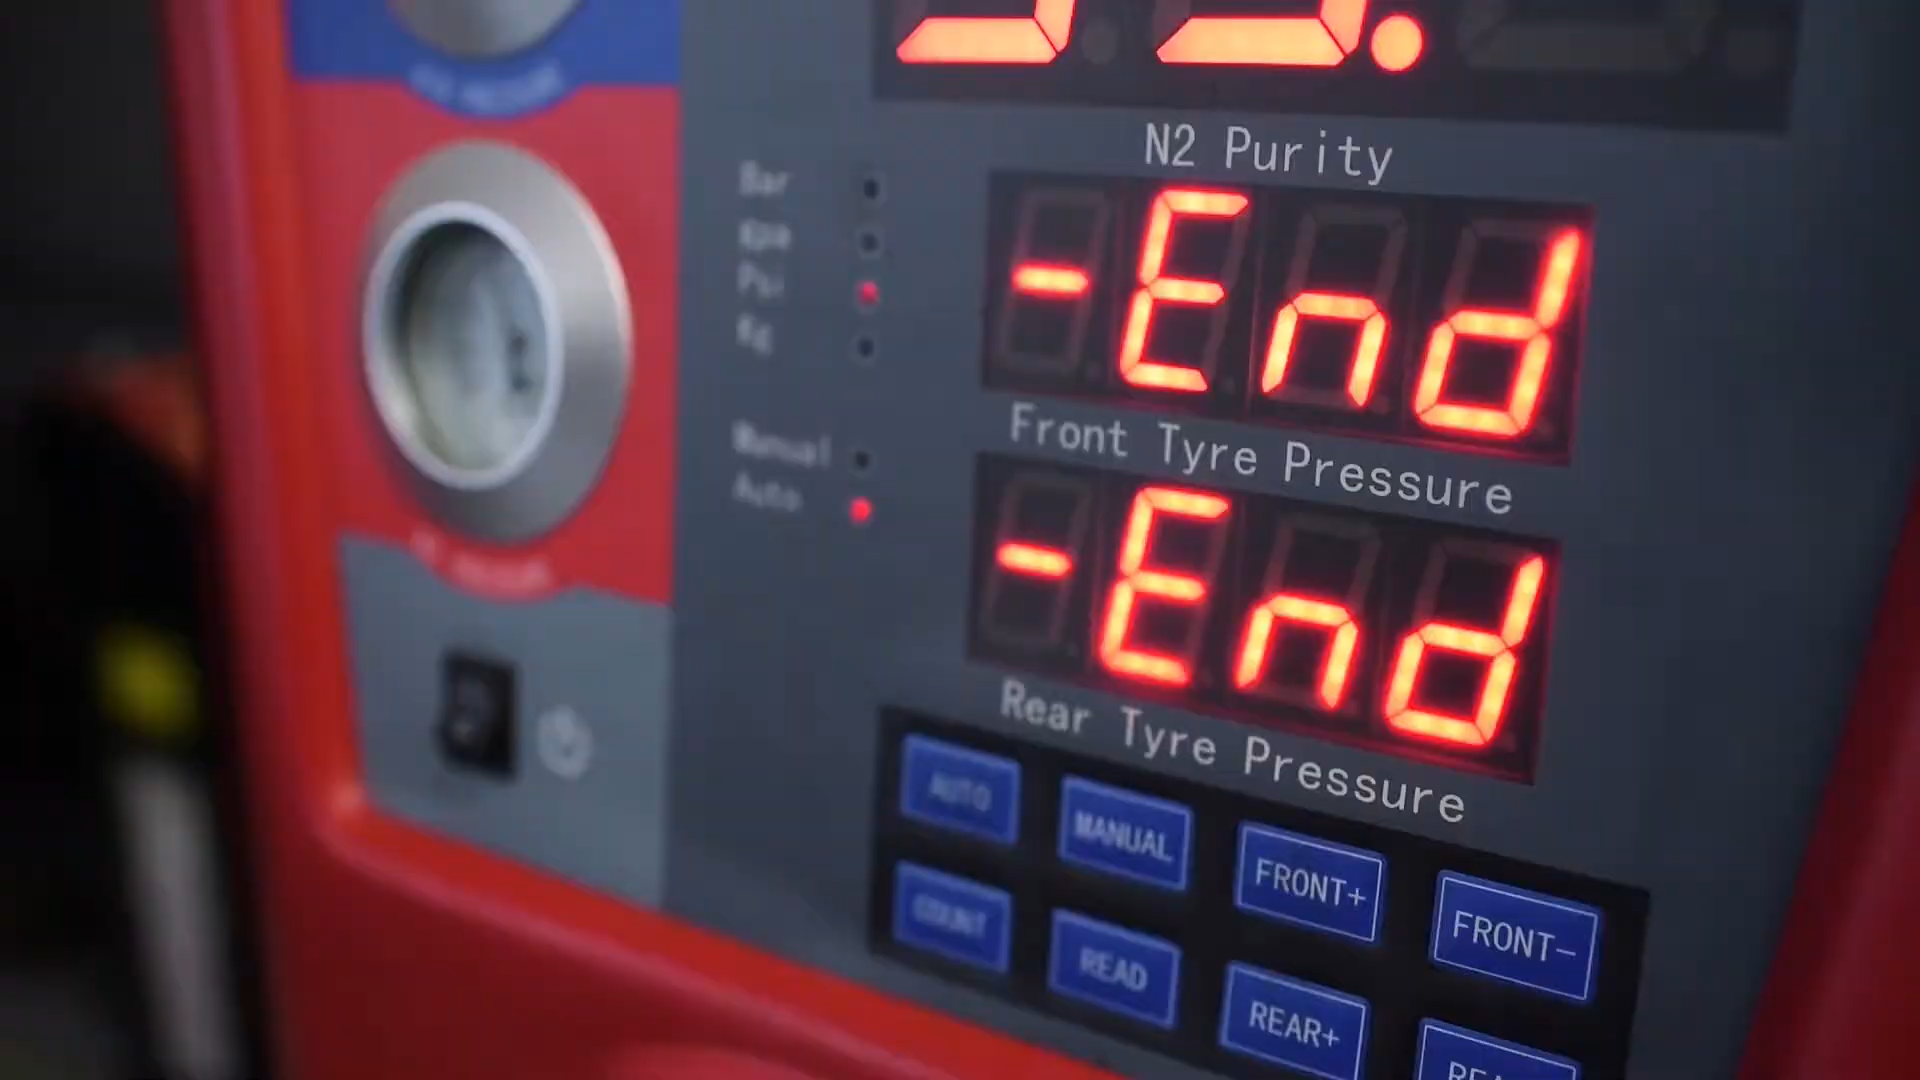 N2 Purity
Bar
Kpa
Psi
Kg
-End
Front Tyre Pressure
Manual
Auto
-End
Rear Tyre Pressure
AUTO
MANUAL
FRONT+
FRONT-
COUNT
READ
REAR+